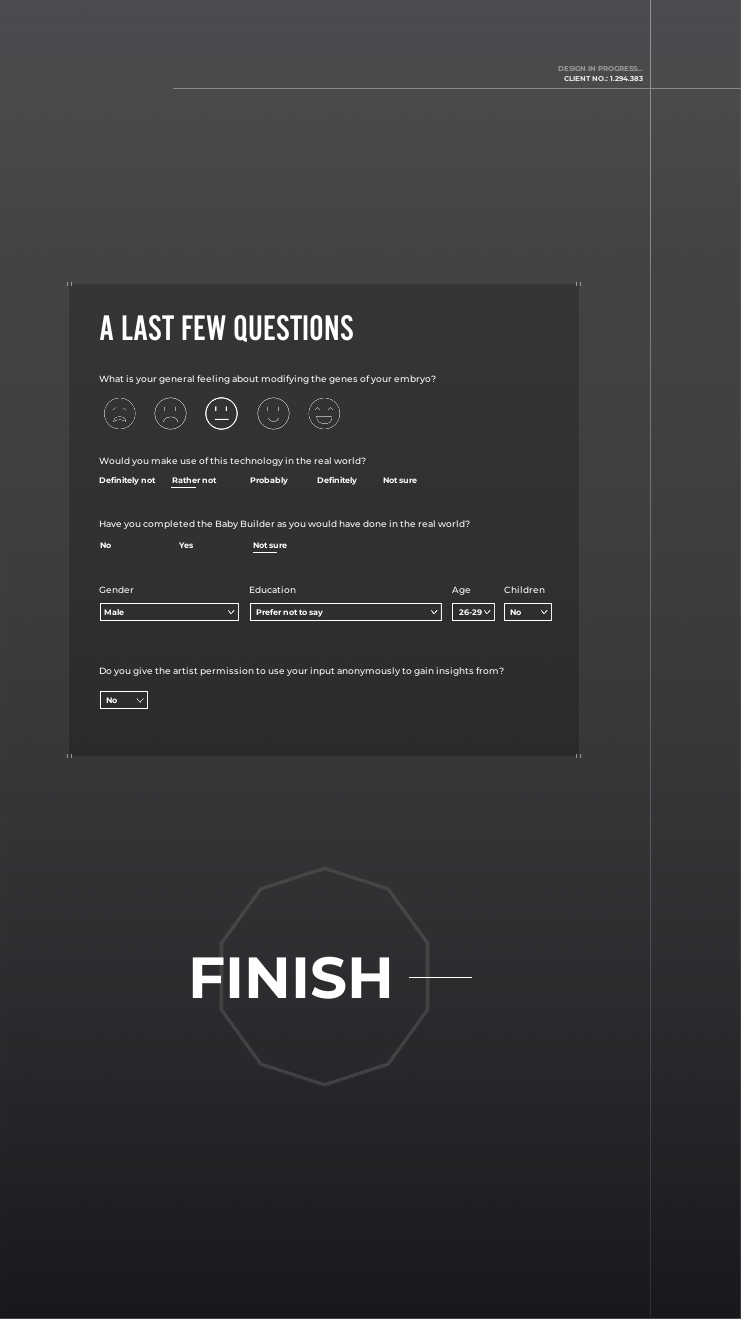 DESIGN IN PROGRESS...
CLIENT NO.: 1.294.383
A LAST FEW QUESTIONS
What is your general feeling about modifying the genes of your embryo?
Would you make use of this technology in the real world?
Definitely not Rather not Probably Definitely Not sure
Have you completed the Baby Builder as you would have done in the real world?
No Yes Not sure
Gender Education Age Children
Male Prefer not to say 26-29 No
Do you give the artist permission to use your input anonymously to gain insights from?
No
FINISH